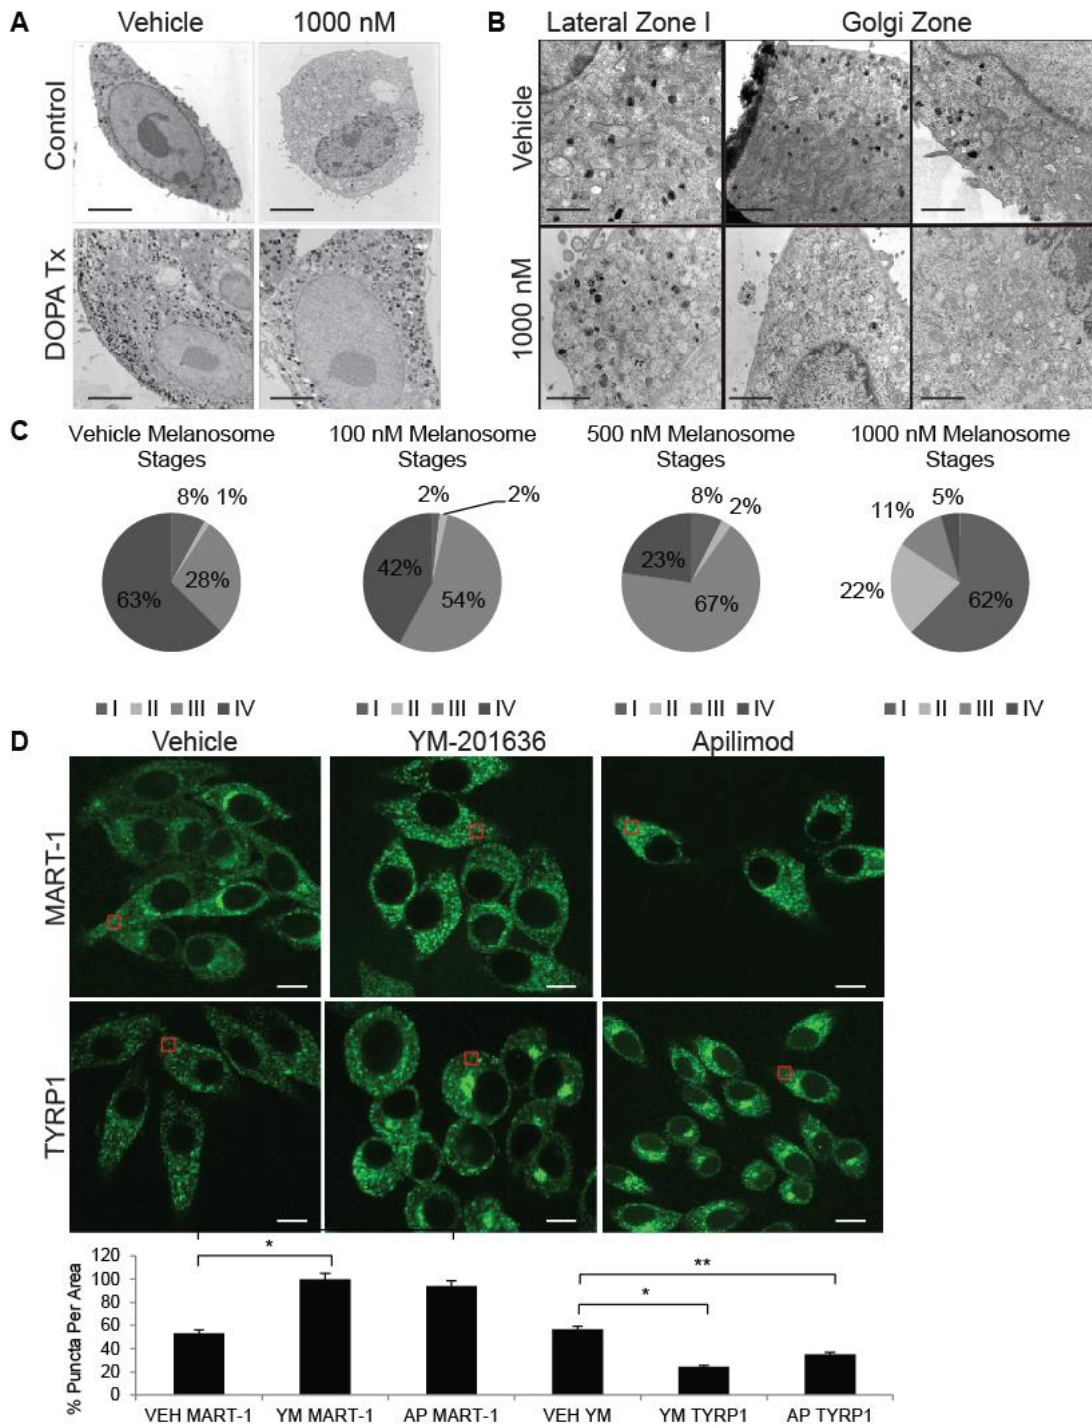 A
Vehicle
1000 nM
Control
DOPA Tx
B
Lateral Zone I
Golgi Zone
Vehicle
1000 nM
C
Vehicle Melanosome
Stages
100 nM Melanosome
Stages
500 nM Melanosome
Stages
1000 nM Melanosome
Stages
8%
1%
28%
63%
2%
2%
42%
54%
8%
2%
23%
67%
11%
5%
22%
62%
I II III IV
I II III IV
I II III IV
I II III IV
D
Vehicle
YM-201636
Apilimod
MART-1
TYRP1
% Puncta Per Area
120
100
80
60
40
20
0
*
*
**
VEH MART-1
YM MART-1
AP MART-1
VEH YM
YM TYRP1
AP TYRP1